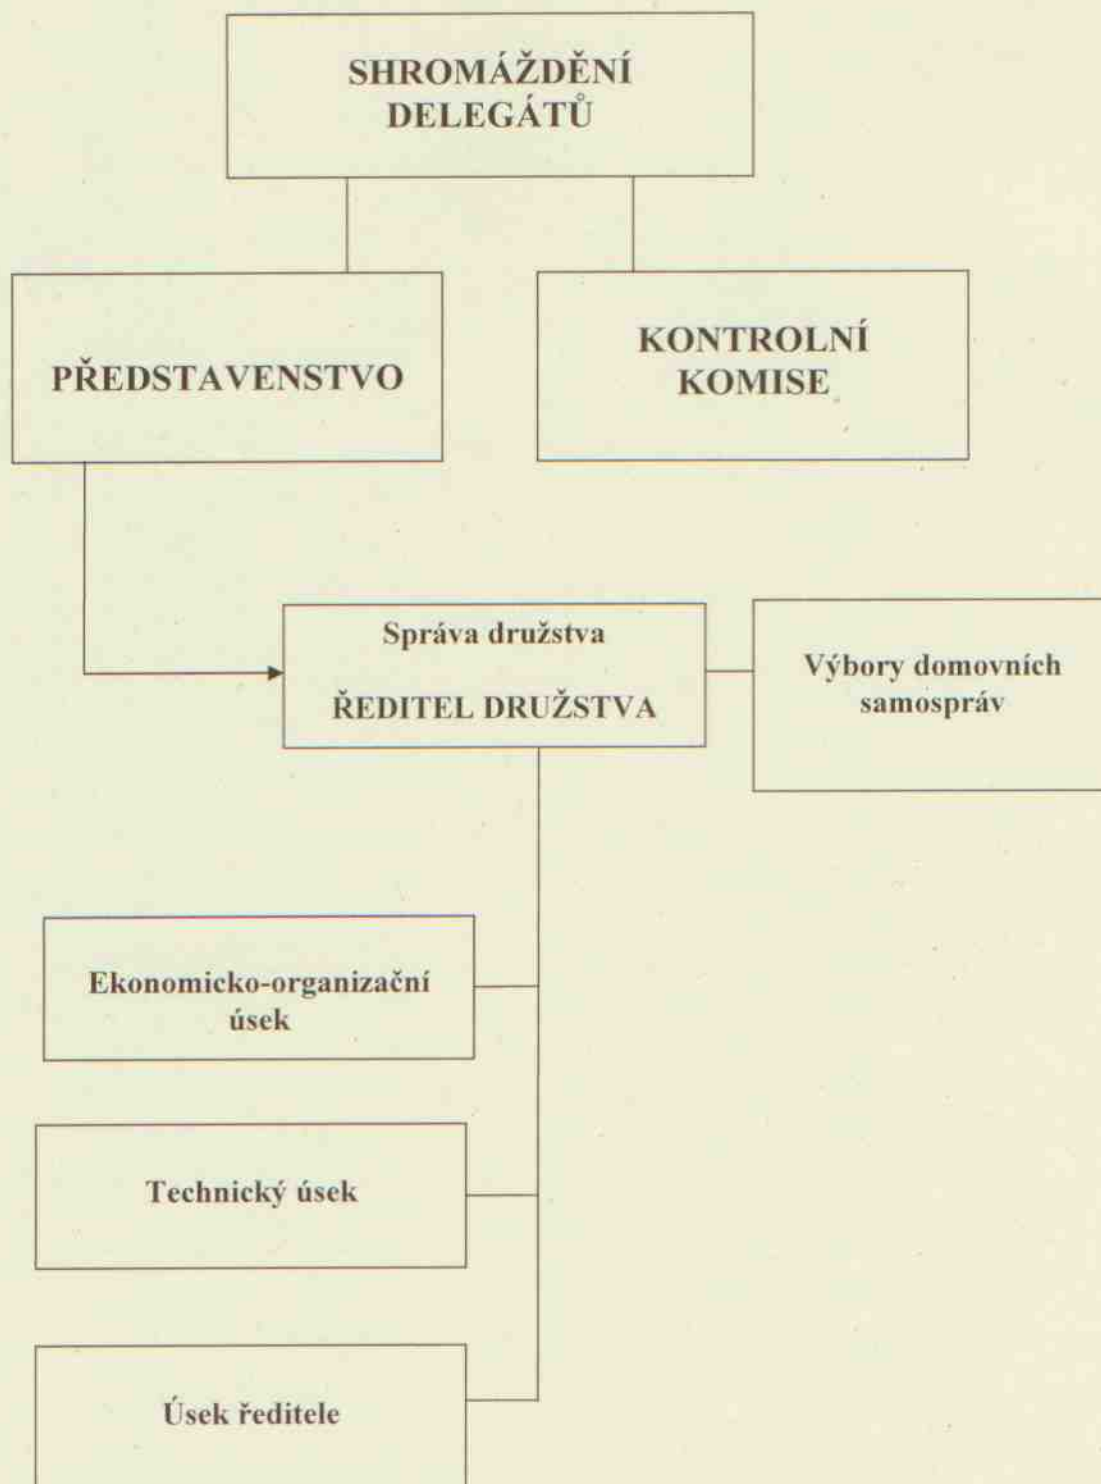 SHROMÁŽDĚNÍ
DELEGÁTŮ
PŘEDSTAVENSTVO
KONTROLNÍ
KOMISE
Správa družstva
ŘEDITEL DRUŽSTVA
Výbory domovních
samospráv
Ekonomicko-organizační
úsek
Technický úsek
Úsek ředitele